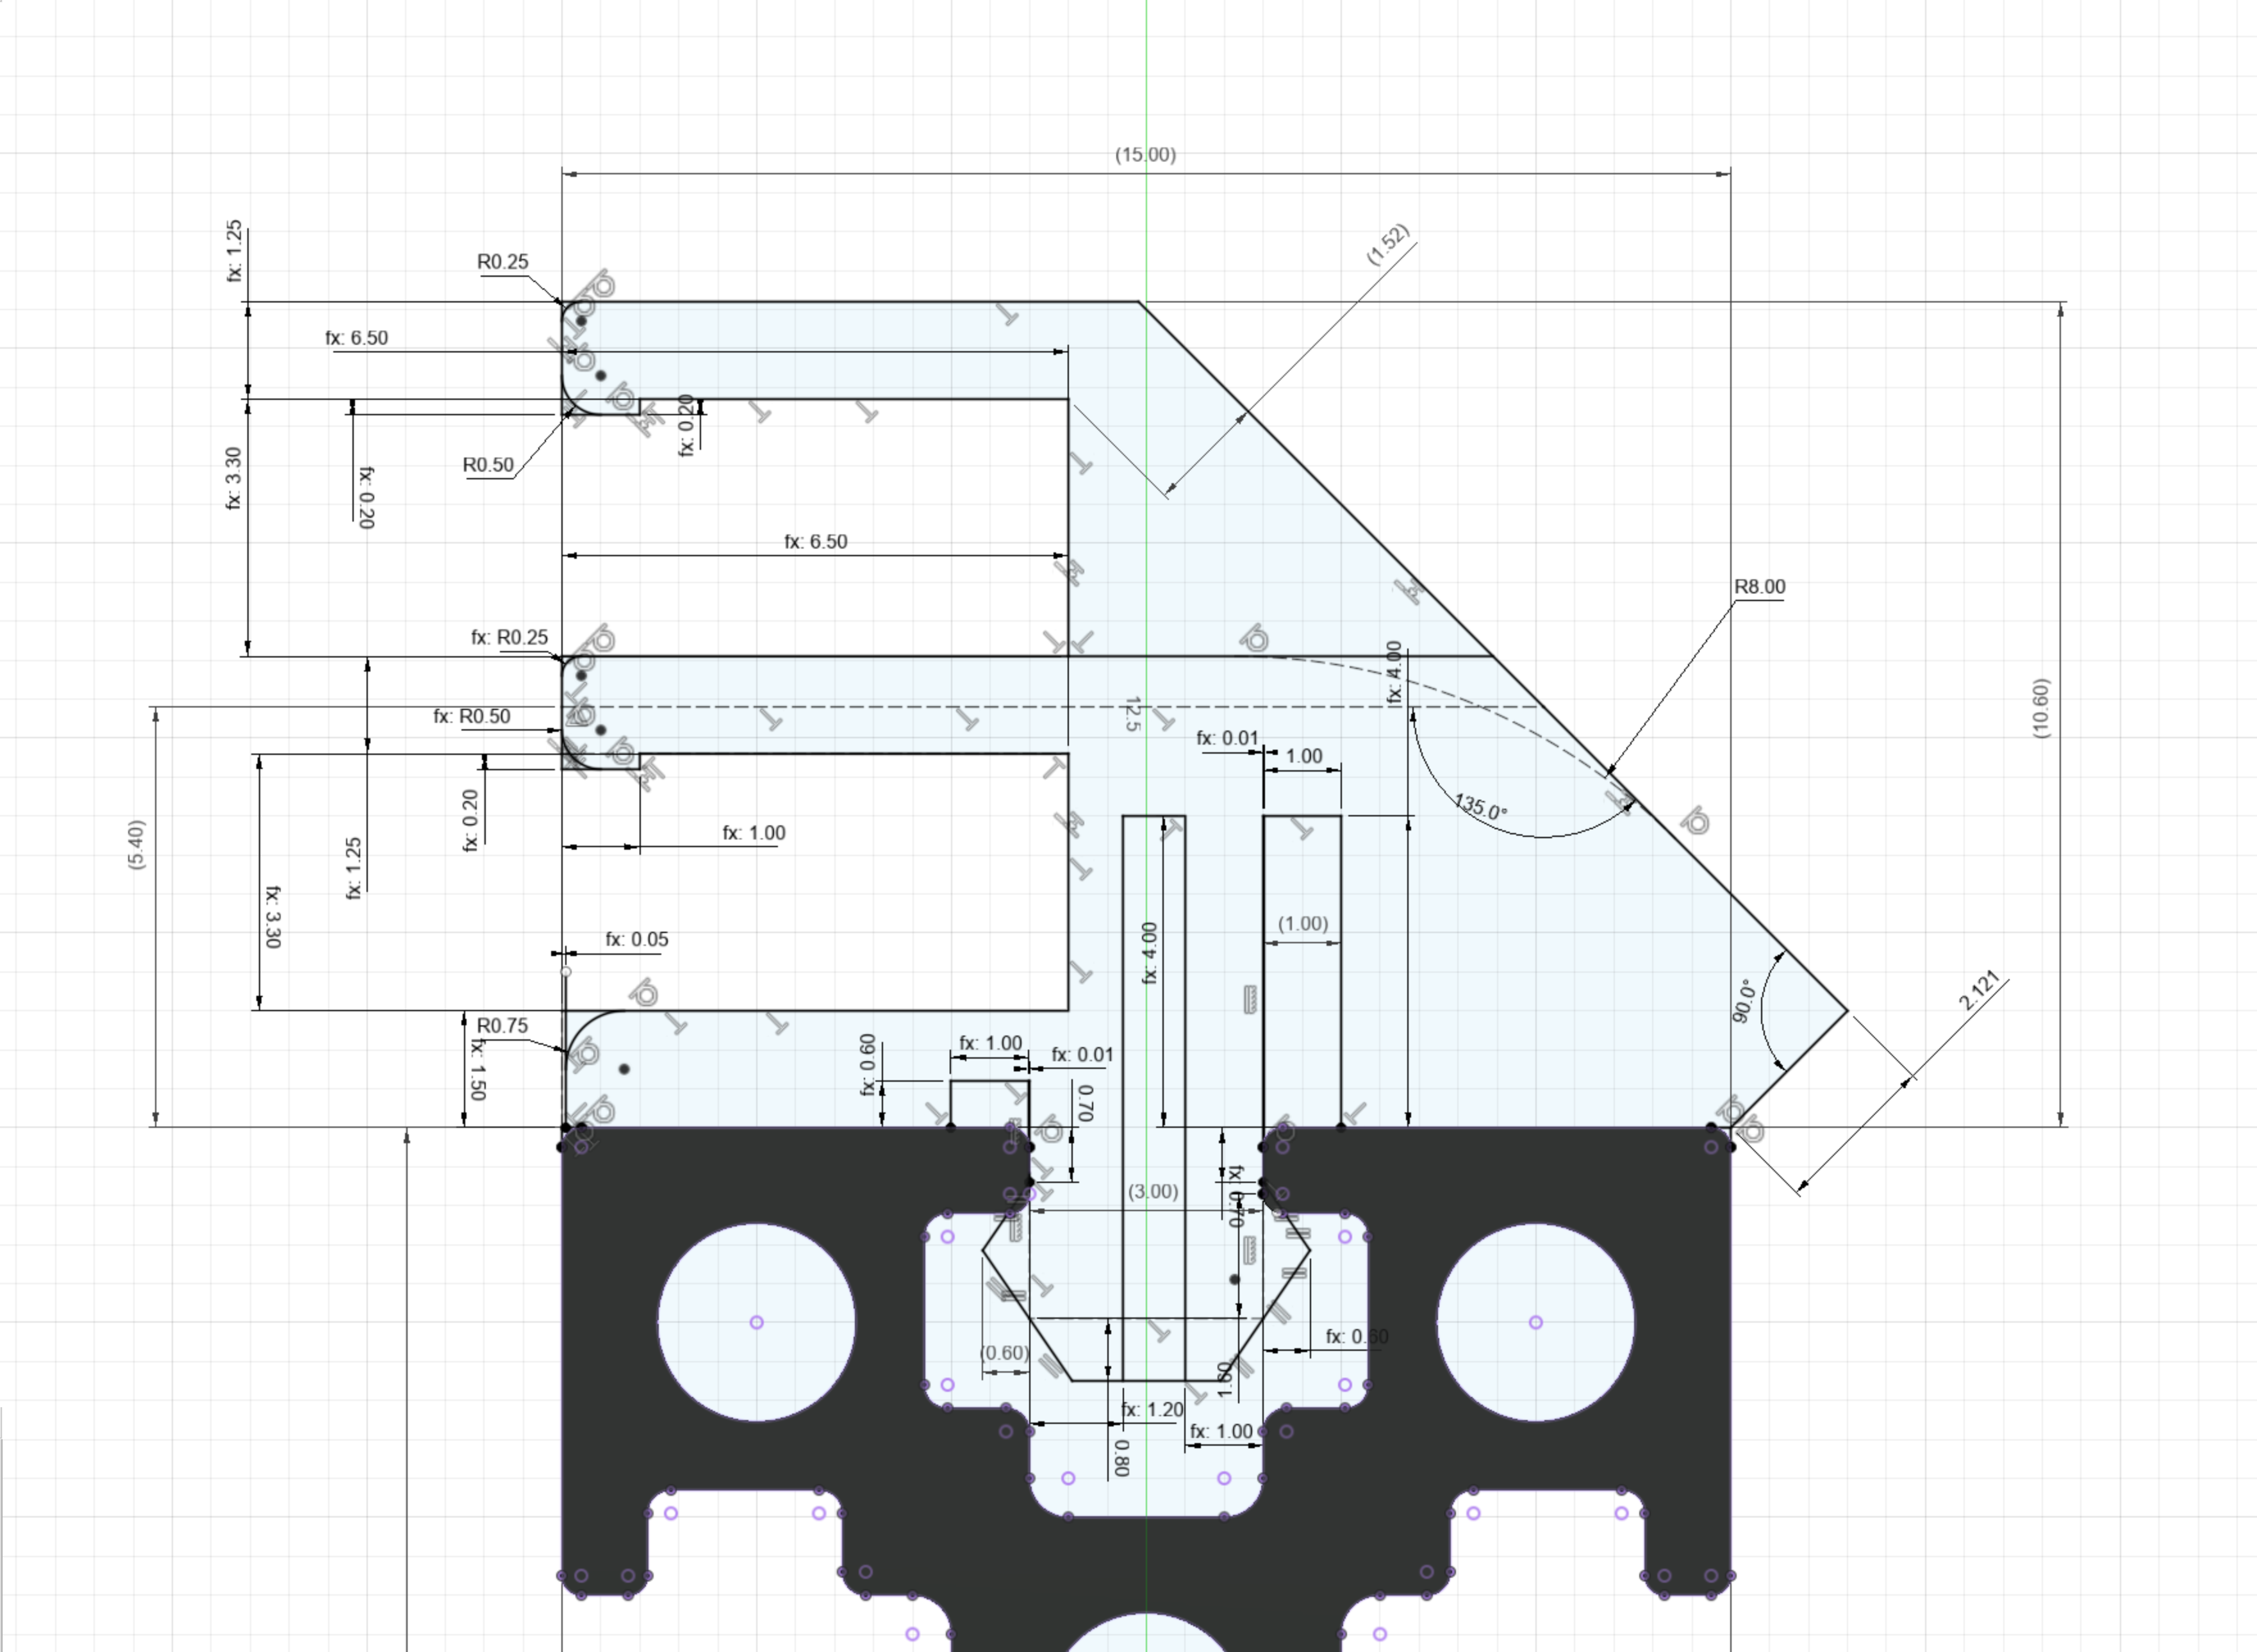 (15.00)
(1.52)
fx: 1.25
R0.25
fx: 6.50
fx: 0.20
R0.50
fx: 3.30
fx: 0.20
fx: 6.50
R8.00
fx: R0.25
fx: 4.00
12.5
fx: R0.50
(10.60)
fx: 0.01
1.00
135.0°
fx: 0.20
fx: 1.00
(5.40)
fx: 1.25
fx: 3.30
fx: 0.05
fx: 4.00
(1.00)
90.0°
2.121
R0.75
fx: 1.50
fx: 0.60
fx: 1.00
fx: 0.01
0.70
(3.00)
fx: 0.70
(0.60)
fx: 0.60
1.60
fx: 1.20
fx: 1.00
0.80